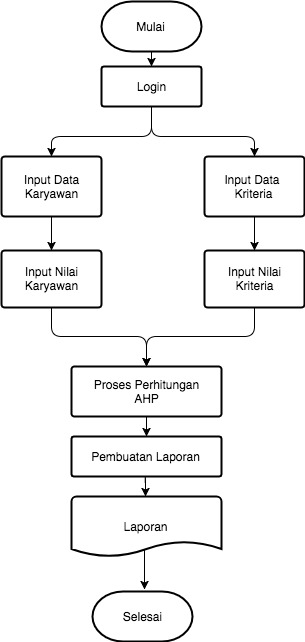 Mulai
Login
Input Data
Karyawan
Input Data
Kriteria
Input Nilai
Karyawan
Input Nilai
Kriteria
Proses Perhitungan
AHP
Pembuatan Laporan
Laporan
Selesai